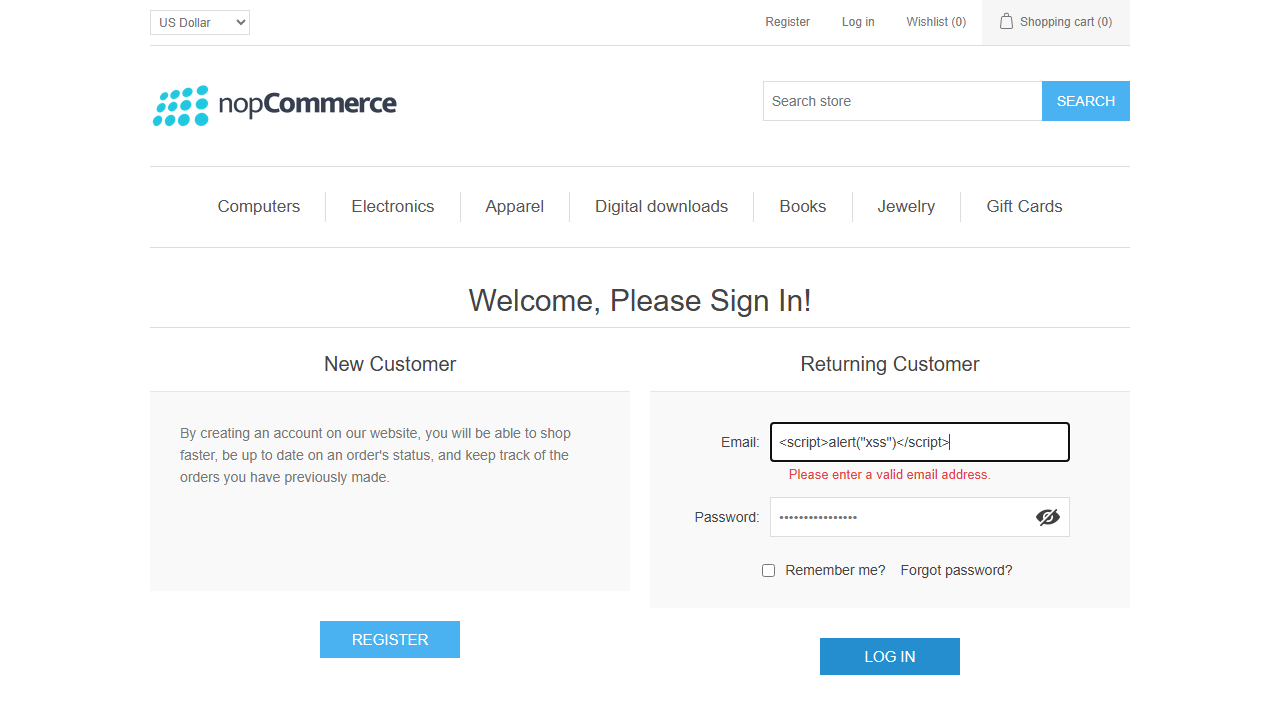 US Dollar
Register
Log in
Wishlist (0)
Shopping cart (0)
nopCommerce
Search store
SEARCH
Computers
Electronics
Apparel
Digital downloads
Books
Jewelry
Gift Cards
Welcome, Please Sign In!
New Customer
By creating an account on our website, you will be able to shop
faster, be up to date on an order's status, and keep track of the
orders you have previously made.
REGISTER
Returning Customer
Email:
<script>alert("xss")</script>
Please enter a valid email address.
Password:
••••••••••••••••
Remember me?
Forgot password?
LOG IN